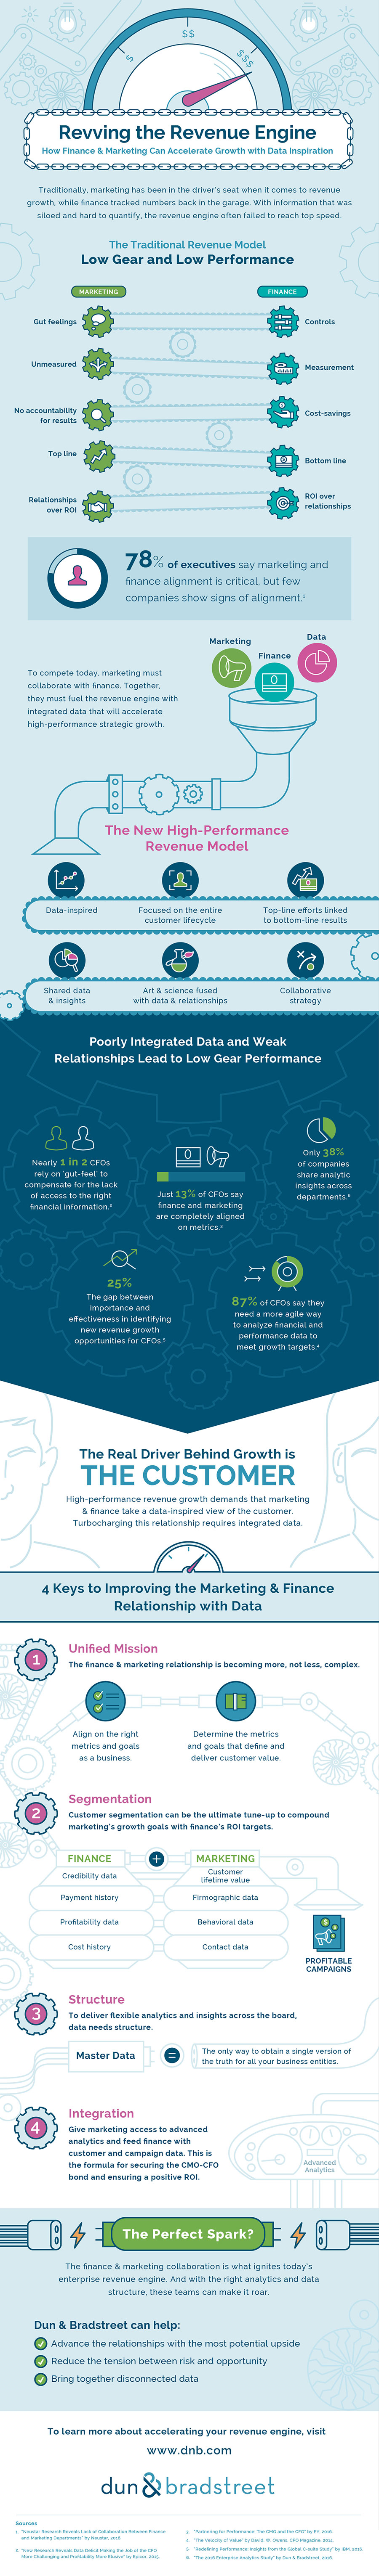 $
$$
$$$
Revving the Revenue Engine
How Finance & Marketing Can Accelerate Growth with Data Inspiration
Traditionally, marketing has been in the driver's seat when it comes to revenue
growth, while finance tracked numbers back in the garage. With information that was
siloed and hard to quantify, the revenue engine often failed to reach top speed.
The Traditional Revenue Model
Low Gear and Low Performance
MARKETING
FINANCE
Gut feelings
Controls
Unmeasured
Measurement
No accountability
for results
Cost-savings
Top line
Bottom line
Relationships
over ROI
ROI over
relationships
78% of executives say marketing and
finance alignment is critical, but few
companies show signs of alignment.¹
Marketing
Finance
Data
To compete today, marketing must
collaborate with finance. Together,
they must fuel the revenue engine with
integrated data that will accelerate
high-performance strategic growth.
The New High-Performance
Revenue Model
Data-inspired
Focused on the entire
customer lifecycle
Top-line efforts linked
to bottom-line results
Shared data
& insights
Art & science fused
with data & relationships
Collaborative
strategy
Poorly Integrated Data and Weak
Relationships Lead to Low Gear Performance
Nearly 1 in 2 CFOs
rely on 'gut-feel' to
compensate for the lack
of access to the right
financial information.²
Just 13% of CFOs say
finance and marketing
are completely aligned
on metrics.³
Only 38%
of companies
share analytic
insights across
departments.⁶
25%
The gap between
importance and
effectiveness in identifying
new revenue growth
opportunities for CFOs.⁵
87% of CFOs say they
need a more agile way
to analyze financial and
performance data to
meet growth targets.⁴
The Real Driver Behind Growth is
THE CUSTOMER
High-performance revenue growth demands that marketing
& finance take a data-inspired view of the customer.
Turbocharging this relationship requires integrated data.
4 Keys to Improving the Marketing & Finance
Relationship with Data
1
Unified Mission
The finance & marketing relationship is becoming more, not less, complex.
Align on the right
metrics and goals
as a business.
Determine the metrics
and goals that define and
deliver customer value.
2
Segmentation
Customer segmentation can be the ultimate tune-up to compound
marketing's growth goals with finance's ROI targets.
FINANCE
+
MARKETING
Credibility data
Customer
lifetime value
Payment history
Firmographic data
Profitability data
Behavioral data
Cost history
Contact data
PROFITABLE
CAMPAIGNS
3
Structure
To deliver flexible analytics and insights across the board,
data needs structure.
Master Data
=
The only way to obtain a single version of
the truth for all your business entities.
4
Integration
Give marketing access to advanced
analytics and feed finance with
customer and campaign data. This is
the formula for securing the CMO-CFO
bond and ensuring a positive ROI.
Advanced
Analytics
The Perfect Spark?
The finance & marketing collaboration is what ignites today's
enterprise revenue engine. And with the right analytics and data
structure, these teams can make it roar.
Dun & Bradstreet can help:
Advance the relationships with the most potential upside
Reduce the tension between risk and opportunity
Bring together disconnected data
To learn more about accelerating your revenue engine, visit
www.dnb.com
dun & bradstreet
Sources
1. "Neustar Research Reveals Lack of Collaboration Between Finance
and Marketing Departments" by Neustar, 2016.
2. "New Research Reveals Data Deficit Making the Job of the CFO
More Challenging and Profitability More Elusive" by Epicor, 2015.
3. "Partnering for Performance: The CMO and the CFO" by EY, 2016.
4. "The Velocity of Value" by David. W. Owens, CFO Magazine, 2014.
5. "Redefining Performance: Insights from the Global C-suite Study" by IBM, 2016.
6. "The 2016 Enterprise Analytics Study" by Dun & Bradstreet, 2016.